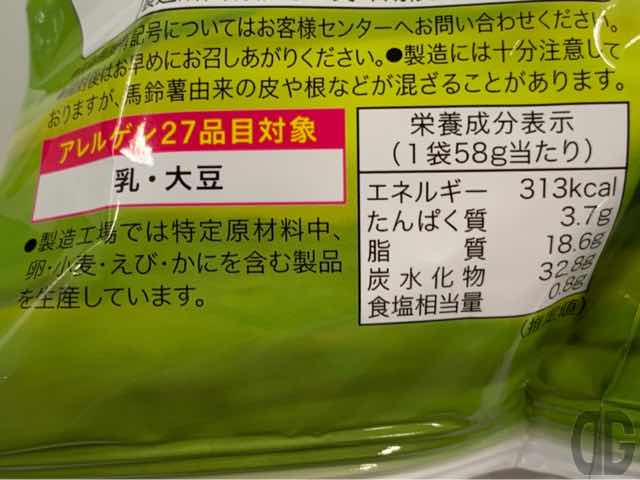 記号についてはお客様センターへお問い合わせください。
後はお早めにお召しあがりください。●製造には十分注意して
おりますが、馬鈴薯由来の皮や根などが混ざることがあります。
アレルゲン27品目対象
乳・大豆
●製造工場では特定原材料中、
卵・小麦・えび・かにを含む製品
を生産しています。
栄養成分表示
(1袋58g当たり)
エネルギー 313kcal
たんぱく質 3.7g
脂質 18.6g
炭水化物 32.8g
食塩相当量 0.8g
(推定値)
OG